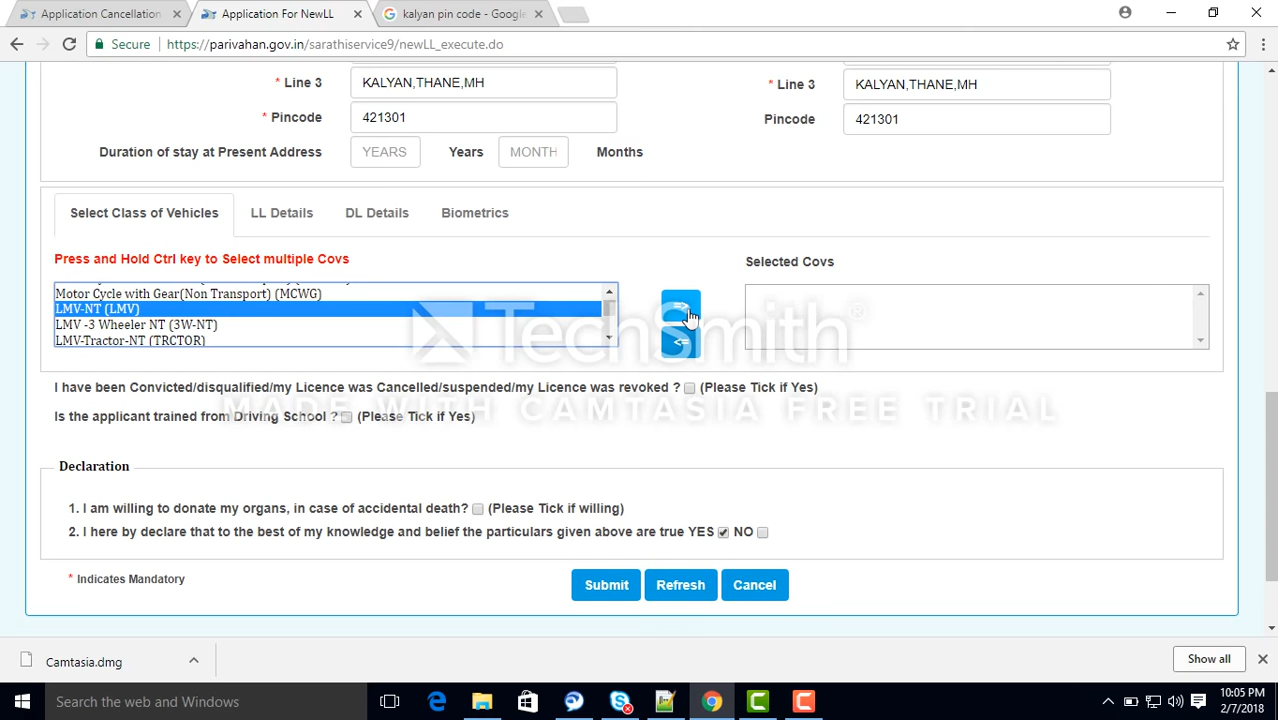 Application Cancellation
Application For NewLL
kalyan pin code - Google
Secure
https://parivahan.gov.in/sarathiservice9/newLL_execute.do
* Line 3
KALYAN,THANE,MH
* Line 3
KALYAN,THANE,MH
* Pincode
421301
Pincode
421301
Duration of stay at Present Address
YEARS
Years
MONTH
Months
Select Class of Vehicles
LL Details
DL Details
Biometrics
Press and Hold Ctrl key to Select multiple Covs
Selected Covs
Motor Cycle with Gear(Non Transport) (MCWG)
LMV-NT (LMV)
LMV -3 Wheeler NT (3W-NT)
LMV-Tractor-NT (TRCTOR)
=>
<=
TechSmith®
MADE WITH CAMTASIA FREE TRIAL
I have been Convicted/disqualified/my Licence was Cancelled/suspended/my Licence was revoked ? (Please Tick if Yes)
Is the applicant trained from Driving School ? (Please Tick if Yes)
Declaration
1. I am willing to donate my organs, in case of accidental death? (Please Tick if willing)
2. I here by declare that to the best of my knowledge and belief the particulars given above are true YES NO
* Indicates Mandatory
Submit
Refresh
Cancel
Camtasia.dmg
Show all
Search the web and Windows
10:05 PM
2/7/2018